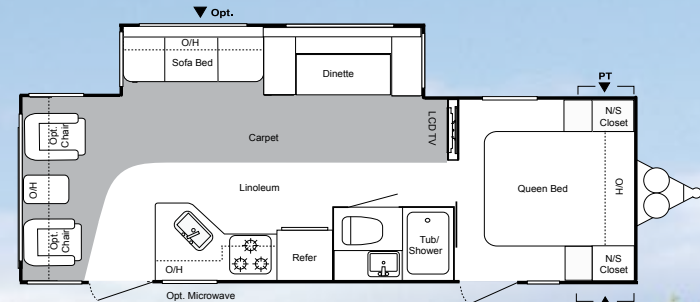 Opt.
O/H
Sofa Bed
Dinette
PT
N/S
Closet
Opt.
Chair
Carpet
LCD TV
O/H
Linoleum
Queen Bed
O/H
Opt.
Chair
Tub/
Shower
Refer
O/H
N/S
Closet
Opt. Microwave